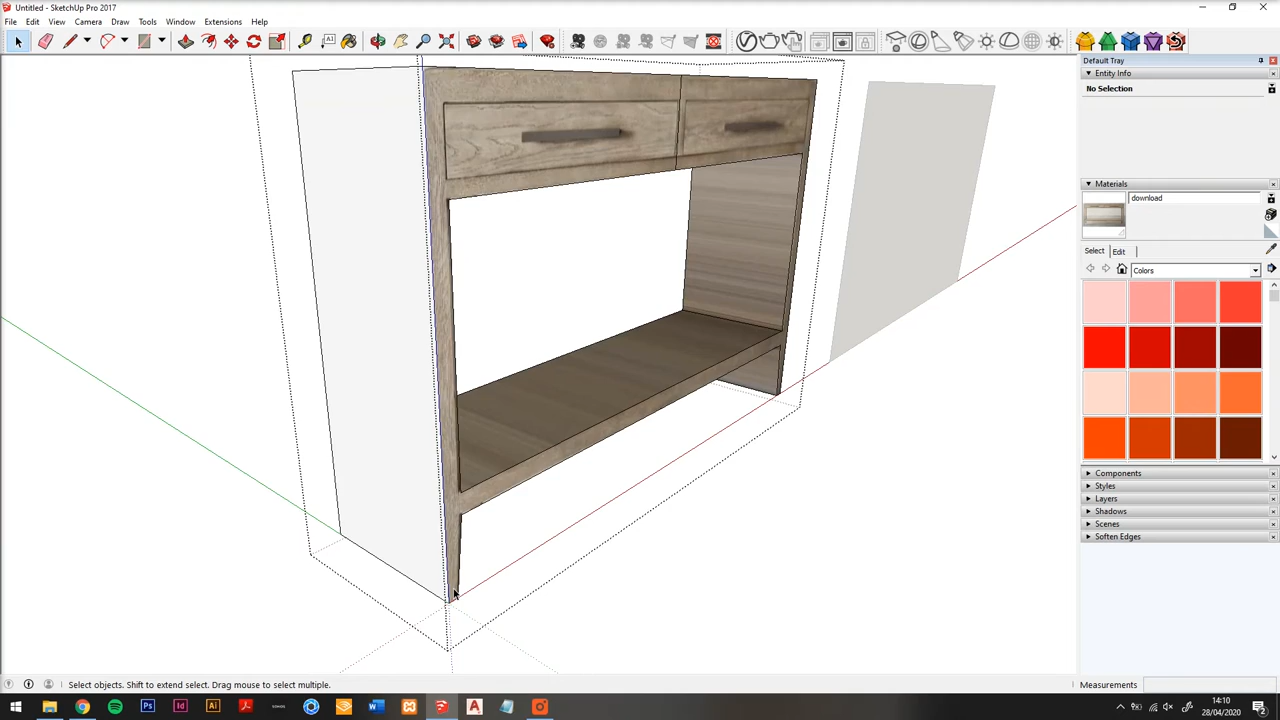 Untitled - SketchUp Pro 2017
File Edit View Camera Draw Tools Window Extensions Help
Default Tray
Entity Info
No Selection
Materials
download
Select Edit
Colors
Components
Styles
Layers
Shadows
Scenes
Soften Edges
Select objects. Shift to extend select. Drag mouse to select multiple.
Measurements
14:10
28/04/2020